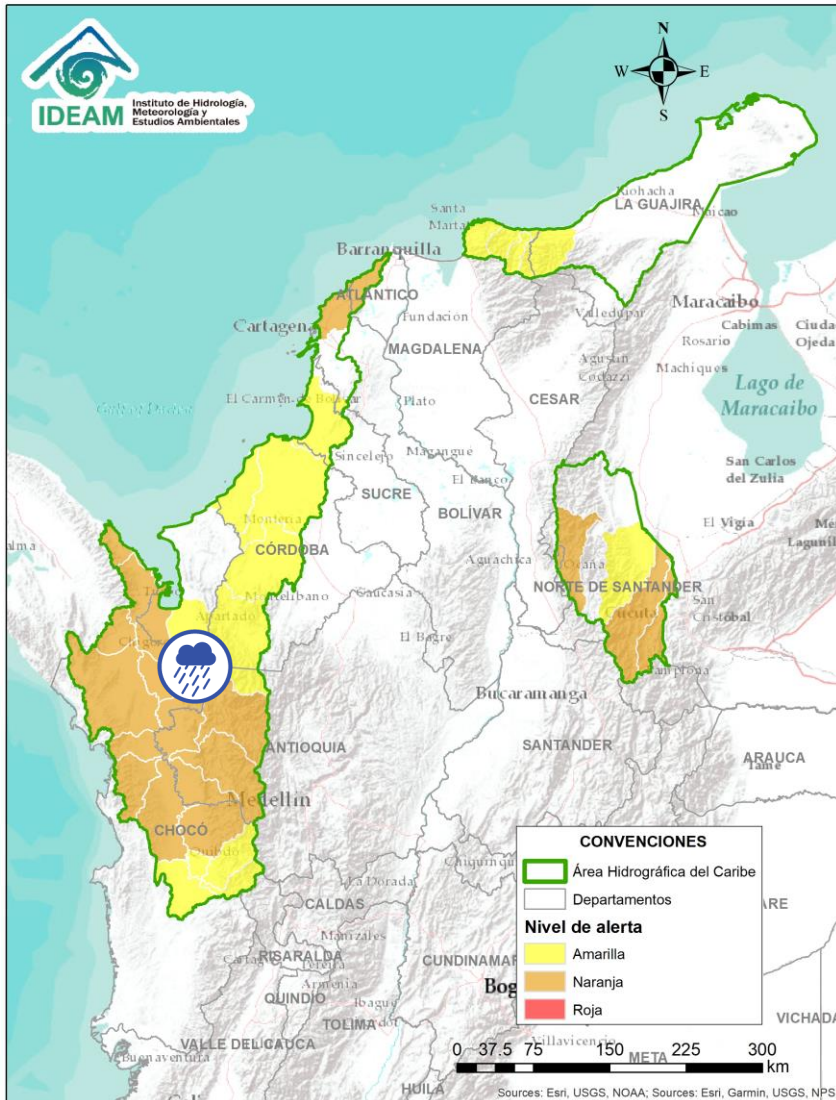 IDEAM
Instituto de Hidrología,
Meteorología y
Estudios Ambientales
N
W
E
S
Riohacha
LA GUAJIRA
Maicao
Santa
Marta
Barranquilla
ATLÁNTICO
Cartagena
Fundación
Valledupar
Maracaibo
Cabimas
Ciudad
Ojeda
Rosario
MAGDALENA
Machiques
Agustín
Codazzi
CESAR
Lago de
Maracaibo
El Carmen de Bolívar
Plato
Sincelejo
Magangué
San Carlos
del Zulia
SUCRE
El Banco
BOLÍVAR
Montería
El Vigía
CÓRDOBA
Aguachica
Ocaña
NORTE DE SANTANDER
Montelíbano
Caucasia
Apartadó
San
Cristóbal
Cúcuta
El Bagre
Pamplona
Bucaramanga
ANTIOQUIA
SANTANDER
ARAUCA
Tame
Medellín
CHOCÓ
Quibdó
La Dorada
CALDAS
Manizales
RISARALDA
Pereira
Armenia
QUINDÍO
Ibagué
TOLIMA
CUNDINAMAR
Bog
VALLE DEL CAUCA
Buenaventura
HUILA
Villavicencio
META
VICHADA
CONVENCIONES
Área Hidrográfica del Caribe
Departamentos
Nivel de alerta
Amarilla
Naranja
Roja
0 37.5 75 150 225 300
km
Sources: Esri, USGS, NOAA; Sources: Esri, Garmin, USGS, NPS